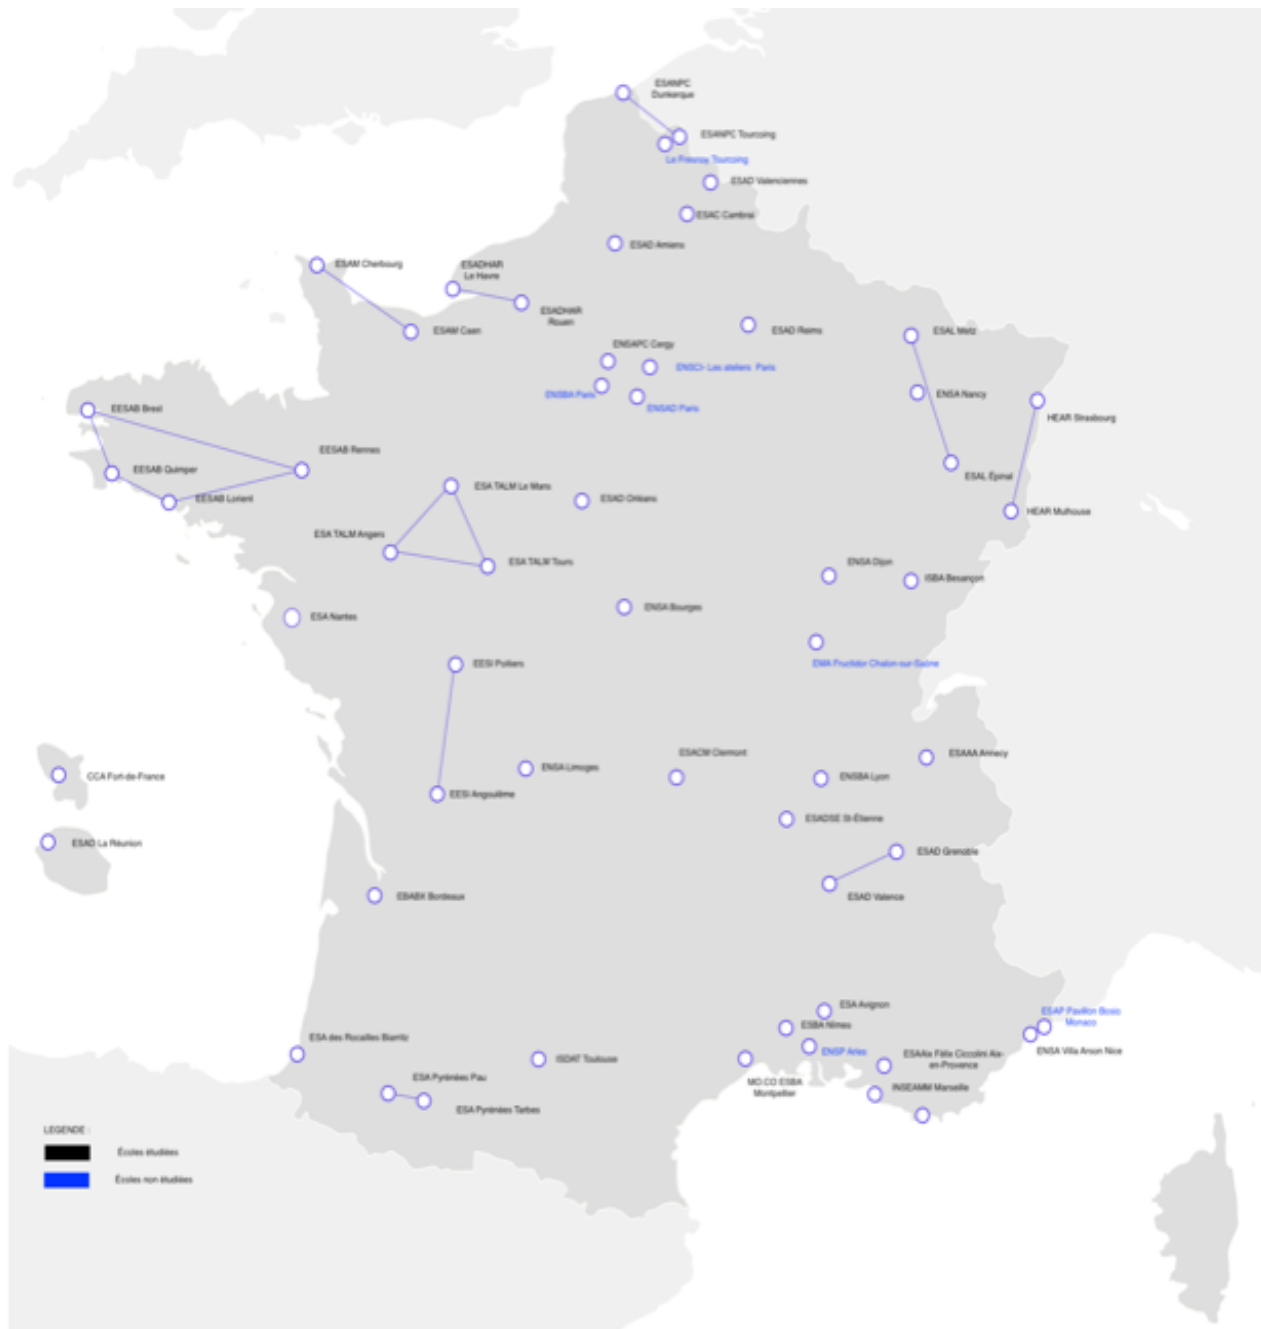 ESANPC
Dunkerque
ESANPC Tourcoing
Le Fresnoy Tourcoing
ESAD Valenciennes
ESAC Cambrai
ESAD Amiens
ESAM Cherbourg
ESADHAR
Le Havre
ESADHAR
Rouen
ESAM Caen
ESAD Reims
ESAL Metz
ENSAPC Cergy
ENSCI- Les ateliers Paris
ENSBA Paris
ENSAD Paris
ENSA Nancy
HEAR Strasbourg
EESAB Brest
EESAB Rennes
EESAB Quimper
EESAB Lorient
ESAL Épinal
ESA TALM Le Mans
ESAD Orléans
HEAR Mulhouse
ESA TALM Angers
ESA TALM Tours
ENSA Dijon
ISBA Besançon
ESA Nantes
ENSA Bourges
EMA Fructidor Chalon-sur-Saône
EESI Poitiers
ESACM Clermont
ESAAA Annecy
CCA Fort-de-France
ENSA Limoges
ENSBA Lyon
EESI Angoulême
ESADSE St-Étienne
ESAD La Réunion
ESAD Grenoble
EBABX Bordeaux
ESAD Valence
ESA Avignon
ESAP Pavillon Bosio
Monaco
ESBA Nîmes
ESA des Rocailles Biarritz
ENSP Arles
ENSA Villa Arson Nice
ISDAT Toulouse
ESAAix Félix Ciccolini Aix-
en-Provence
ESA Pyrénées Pau
MO.CO ESBA
Montpellier
INSEAMM Marseille
ESA Pyrénées Tarbes
LEGENDE :
Écoles étudiées
Écoles non étudiées